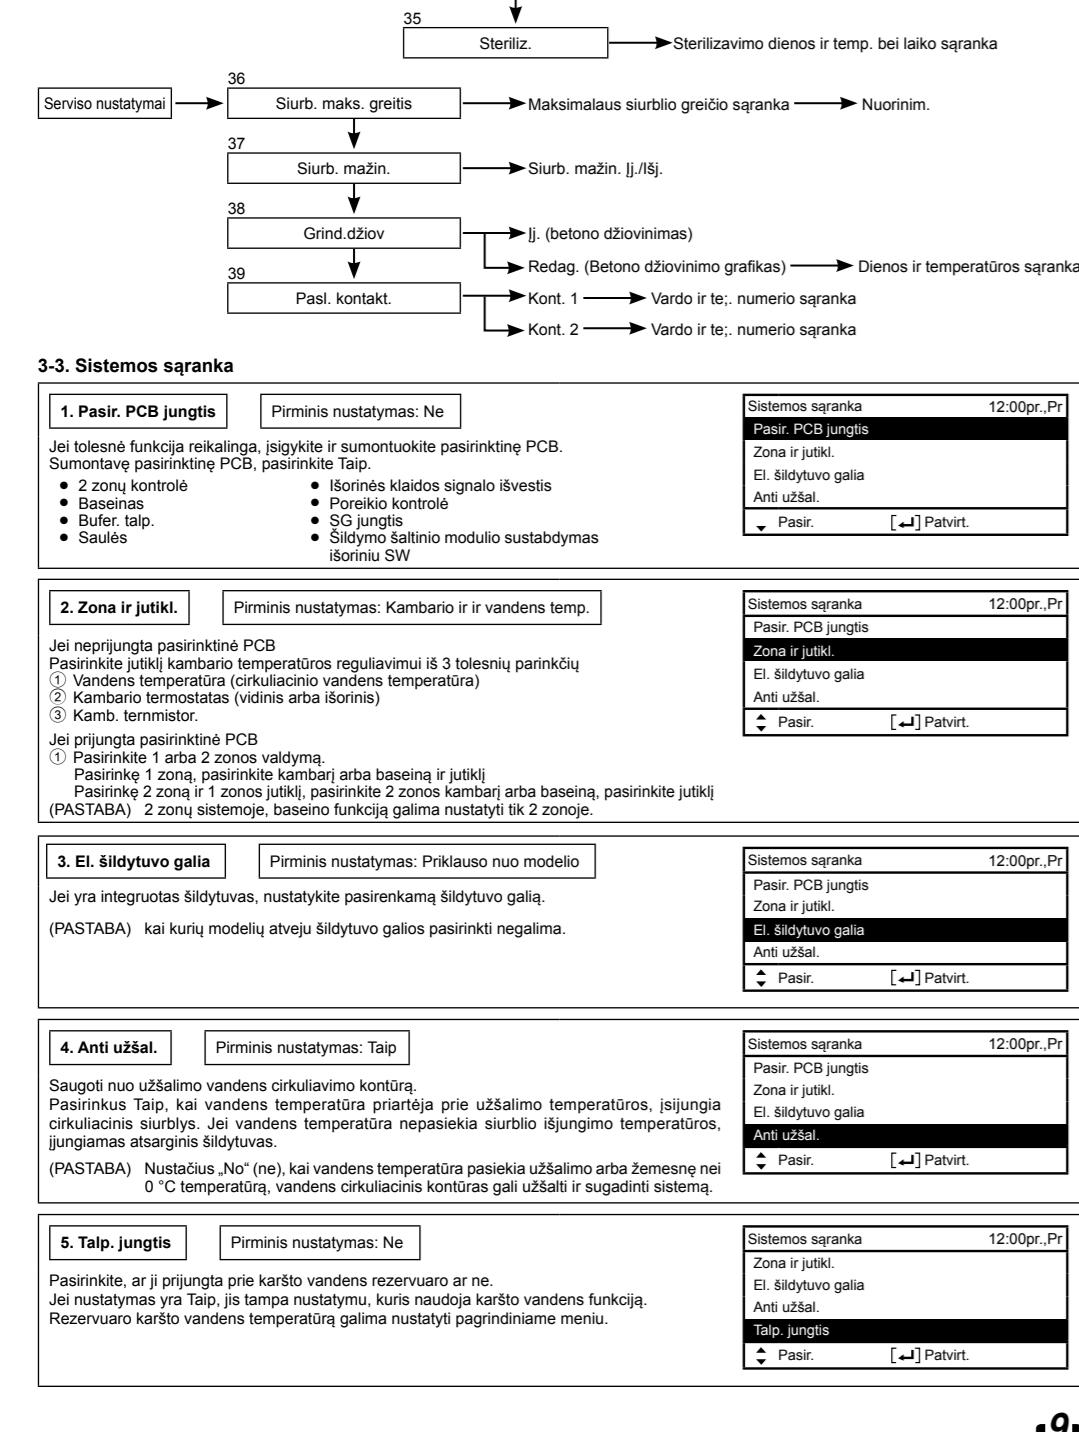 35
Steriliz.
Sterilizavimo dienos ir temp. bei laiko sąranka
36
Serviso nustatymai
Siurb. maks. greitis
Maksimalaus siurblio greičio sąranka
Nuorinim.
37
Siurb. mažin.
Siurb. mažin. Įj./Išj.
38
Grind.džiov
Įj. (betono džiovinimas)
Redag. (Betono džiovinimo grafikas)
Dienos ir temperatūros sąranka
39
Pasl. kontakt.
Kont. 1
Vardo ir te;. numerio sąranka
Kont. 2
Vardo ir te;. numerio sąranka
3-3. Sistemos sąranka
1. Pasir. PCB jungtis
Pirminis nustatymas: Ne
Jei tolesnė funkcija reikalinga, įsigykite ir sumontuokite pasirinktinę PCB.
Sumontavę pasirinktinę PCB, pasirinkite Taip.
• 2 zonų kontrolė
• Baseinas
• Bufer. talp.
• Saulės
• Išorinės klaidos signalo išvestis
• Poreikio kontrolė
• SG jungtis
• Šildymo šaltinio modulio sustabdymas
išoriniu SW
Sistemos sąranka 12:00pr.,Pr
Pasir. PCB jungtis
Zona ir jutikl.
El. šildytuvo galia
Anti užšal.
Pasir. [↵] Patvirt.
2. Zona ir jutikl.
Pirminis nustatymas: Kambario ir ir vandens temp.
Jei neprijungta pasirinktinė PCB
Pasirinkite jutiklį kambario temperatūros reguliavimui iš 3 tolesnių parinkčių
① Vandens temperatūra (cirkuliacinio vandens temperatūra)
② Kambario termostatas (vidinis arba išorinis)
③ Kamb. ternmistor.
Jei prijungta pasirinktinė PCB
① Pasirinkite 1 arba 2 zonos valdymą.
Pasirinkę 1 zoną, pasirinkite kambarį arba baseiną ir jutiklį
Pasirinkę 2 zoną ir 1 zonos jutiklį, pasirinkite 2 zonos kambarį arba baseiną, pasirinkite jutiklį
(PASTABA) 2 zonų sistemoje, baseino funkciją galima nustatyti tik 2 zonoje.
Sistemos sąranka 12:00pr.,Pr
Pasir. PCB jungtis
Zona ir jutikl.
El. šildytuvo galia
Anti užšal.
Pasir. [↵] Patvirt.
3. El. šildytuvo galia
Pirminis nustatymas: Priklauso nuo modelio
Jei yra integruotas šildytuvas, nustatykite pasirenkamą šildytuvo galią.
(PASTABA) kai kurių modelių atveju šildytuvo galios pasirinkti negalima.
Sistemos sąranka 12:00pr.,Pr
Pasir. PCB jungtis
Zona ir jutikl.
El. šildytuvo galia
Anti užšal.
Pasir. [↵] Patvirt.
4. Anti užšal.
Pirminis nustatymas: Taip
Saugoti nuo užšalimo vandens cirkuliavimo kontūrą.
Pasirinkus Taip, kai vandens temperatūra priartėja prie užšalimo temperatūros, įsijungia
cirkuliacinis siurblys. Jei vandens temperatūra nepasiekia siurblio išjungimo temperatūros,
įjungiamas atsarginis šildytuvas.
(PASTABA) Nustačius „No“ (ne), kai vandens temperatūra pasiekia užšalimo arba žemesnę nei
0 °C temperatūrą, vandens cirkuliacinis kontūras gali užšalti ir sugadinti sistemą.
Sistemos sąranka 12:00pr.,Pr
Pasir. PCB jungtis
Zona ir jutikl.
El. šildytuvo galia
Anti užšal.
Pasir. [↵] Patvirt.
5. Talp. jungtis
Pirminis nustatymas: Ne
Pasirinkite, ar ji prijungta prie karšto vandens rezervuaro ar ne.
Jei nustatymas yra Taip, jis tampa nustatymu, kuris naudoja karšto vandens funkciją.
Rezervuaro karšto vandens temperatūrą galima nustatyti pagrindiniame meniu.
Sistemos sąranka 12:00pr.,Pr
Zona ir jutikl.
El. šildytuvo galia
Anti užšal.
Talp. jungtis
Pasir. [↵] Patvirt.
9